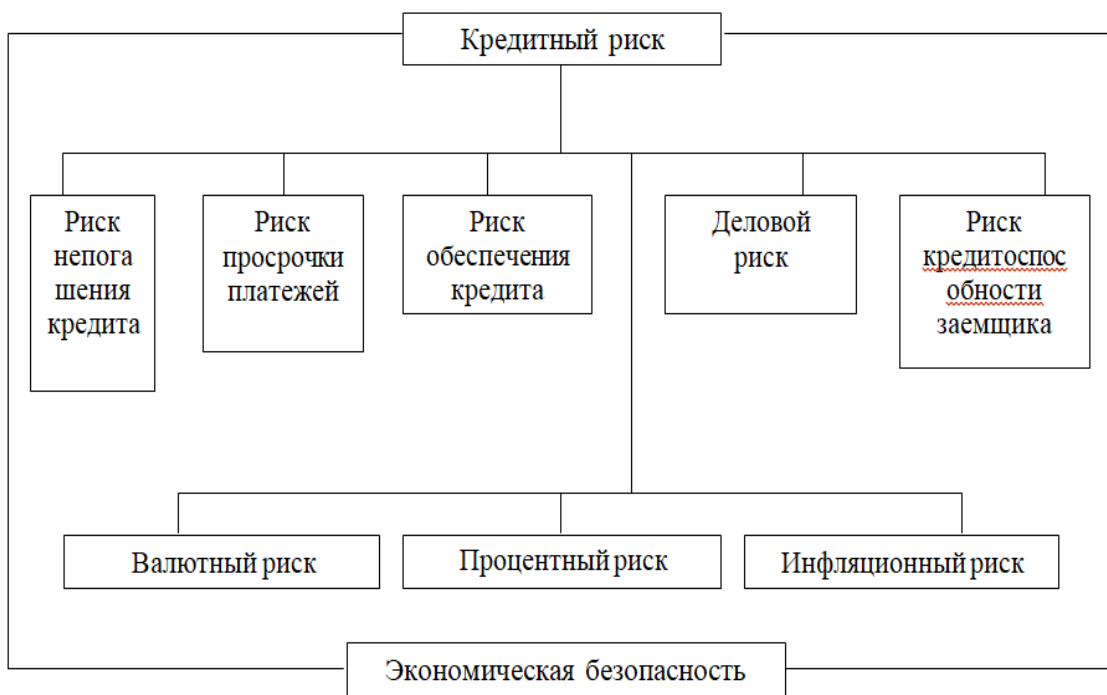 Кредитный риск
Риск
непога
шения
кредита
Риск
просрочки
платежей
Риск
обеспечения
кредита
Деловой
риск
Риск
кредитоспос
обности
заемщика
Валютный риск
Процентный риск
Инфляционный риск
Экономическая безопасность